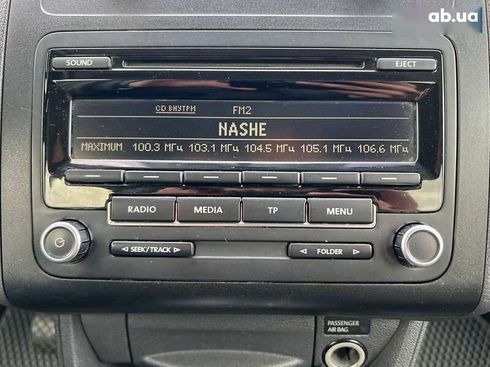 ab.ua
SOUND
EJECT
CD ВНУТРИ FM2
NASHE
MAXIMUM 100.3 МГц 103.1 МГц 104.5 МГц 105.1 МГц 106.6 МГц
RADIO MEDIA TP MENU
SEEK/TRACK FOLDER
PASSENGER
AIR BAG